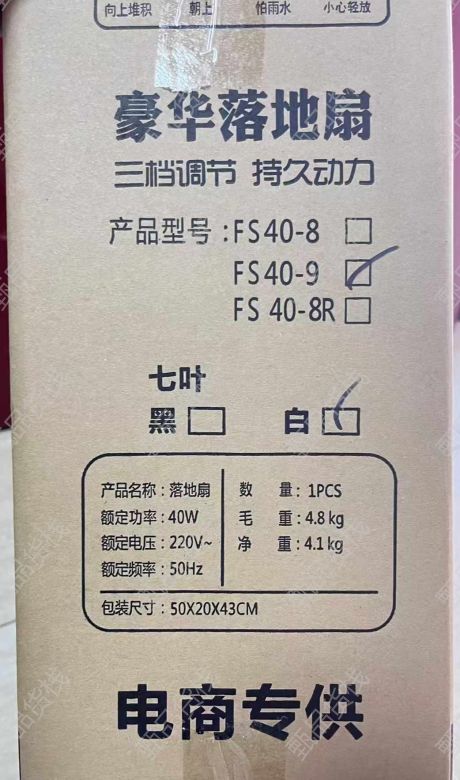 向上堆积 朝上 怕雨水 小心轻放
豪华落地扇
三档调节 持久动力
产品型号：FS40-8
FS40-9
FS 40-8R
七叶
黑 白
产品名称：落地扇 数 量：1PCS
额定功率：40W 毛 重：4.8kg
额定电压：220V~ 净 重：4.1kg
额定频率：50Hz
包装尺寸：50X20X43CM
电商专供